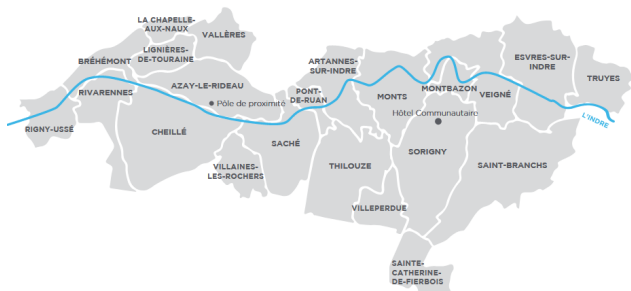 LA CHAPELLE-
AUX-NAUX
VALLÈRES
LIGNIÈRES-
DE-TOURAINE
BRÉHÉMONT
AZAY-LE-RIDEAU
RIVARENNES
Pôle de proximité
RIGNY-USSÉ
CHEILLÉ
VILLAINES-
LES-ROCHERS
SACHÉ
ARTANNES-
SUR-INDRE
PONT-
DE-RUAN
MONTS
MONTBAZON
VEIGNÉ
ESVRES-SUR-
INDRE
TRUYES
L'INDRE
Hôtel Communautaire
THILOUZE
SORIGNY
SAINT-BRANCHS
VILLEPERDUE
SAINTE-
CATHERINE-
DE-FIERBOIS